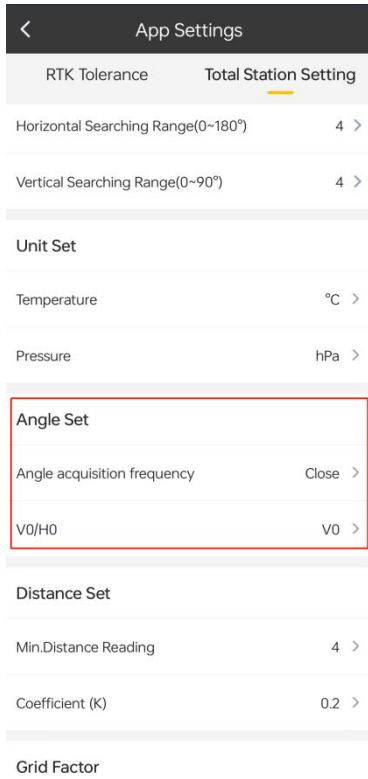 App Settings
RTK Tolerance Total Station Setting
Horizontal Searching Range(0~180°) 4
Vertical Searching Range(0~90°) 4
Unit Set
Temperature °C
Pressure hPa
Angle Set
Angle acquisition frequency Close
V0/H0 V0
Distance Set
Min.Distance Reading 4
Coefficient (K) 0.2
Grid Factor